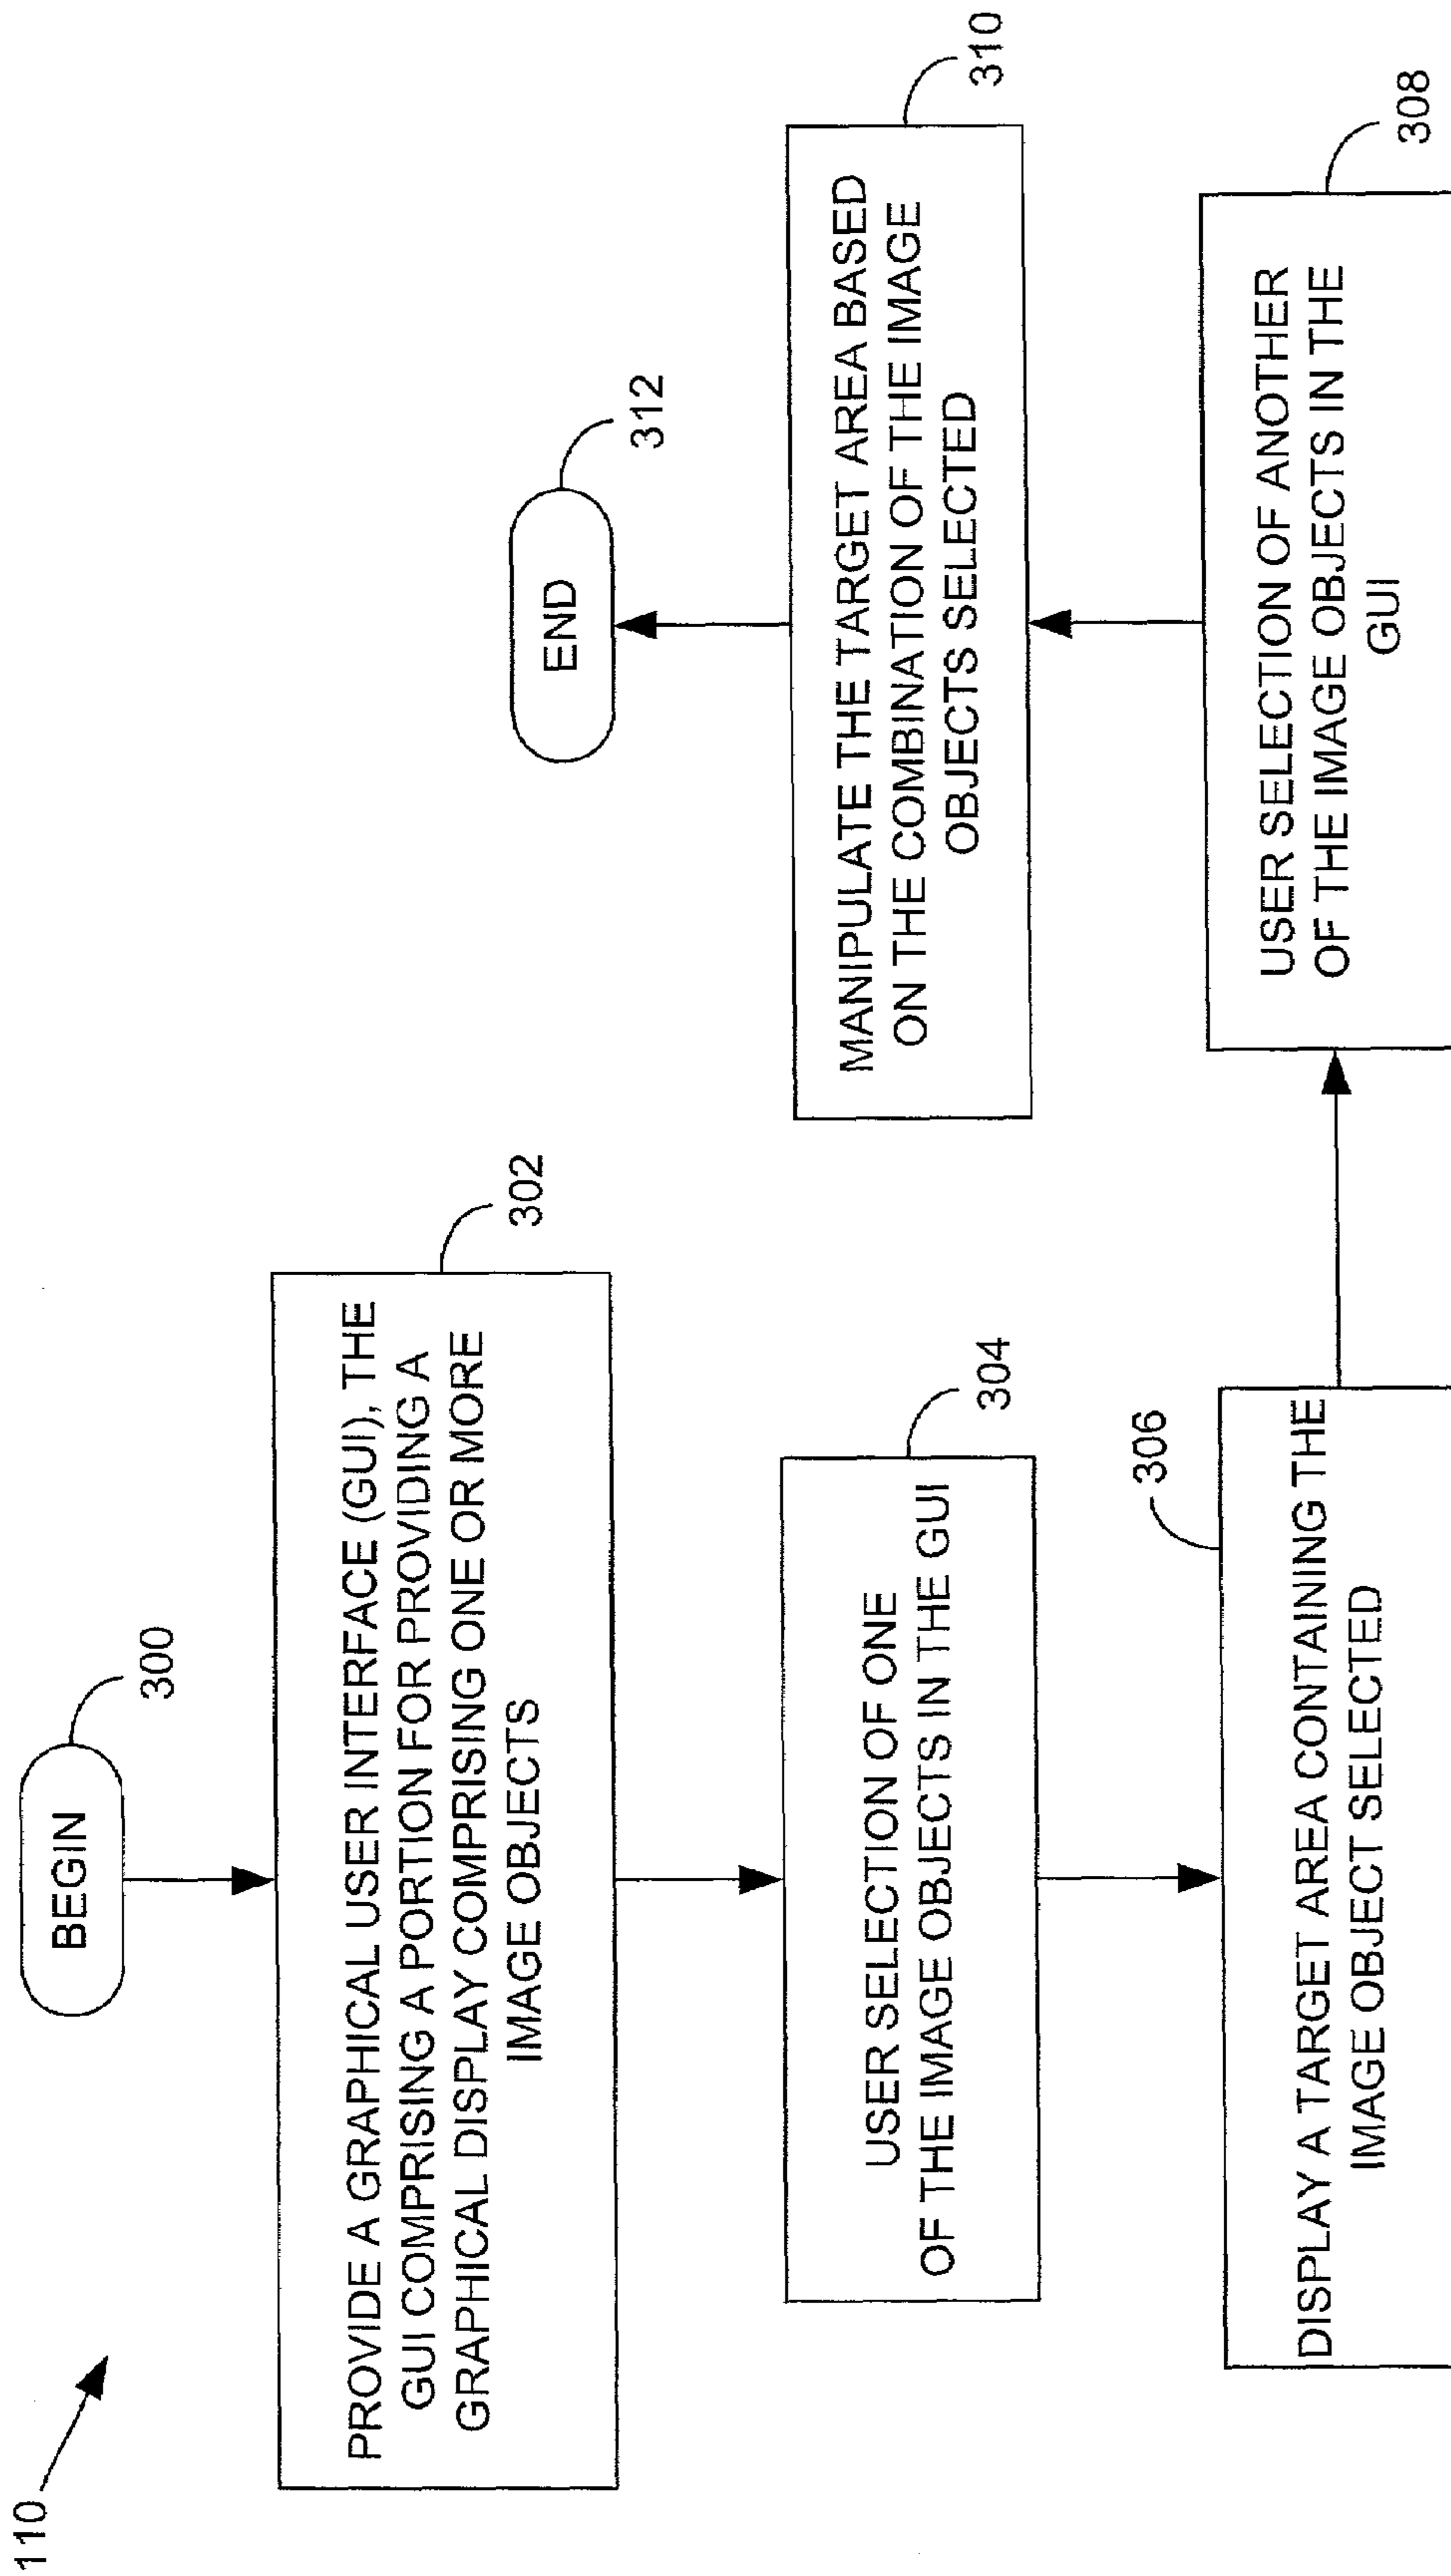 110
BEGIN
300
PROVIDE A GRAPHICAL USER INTERFACE (GUI), THE
GUI COMPRISING A PORTION FOR PROVIDING A
GRAPHICAL DISPLAY COMPRISING ONE OR MORE
IMAGE OBJECTS
302
USER SELECTION OF ONE
OF THE IMAGE OBJECTS IN THE GUI
304
306
DISPLAY A TARGET AREA CONTAINING THE
IMAGE OBJECT SELECTED
USER SELECTION OF ANOTHER
OF THE IMAGE OBJECTS IN THE
GUI
308
MANIPULATE THE TARGET AREA BASED
ON THE COMBINATION OF THE IMAGE
OBJECTS SELECTED
310
END
312